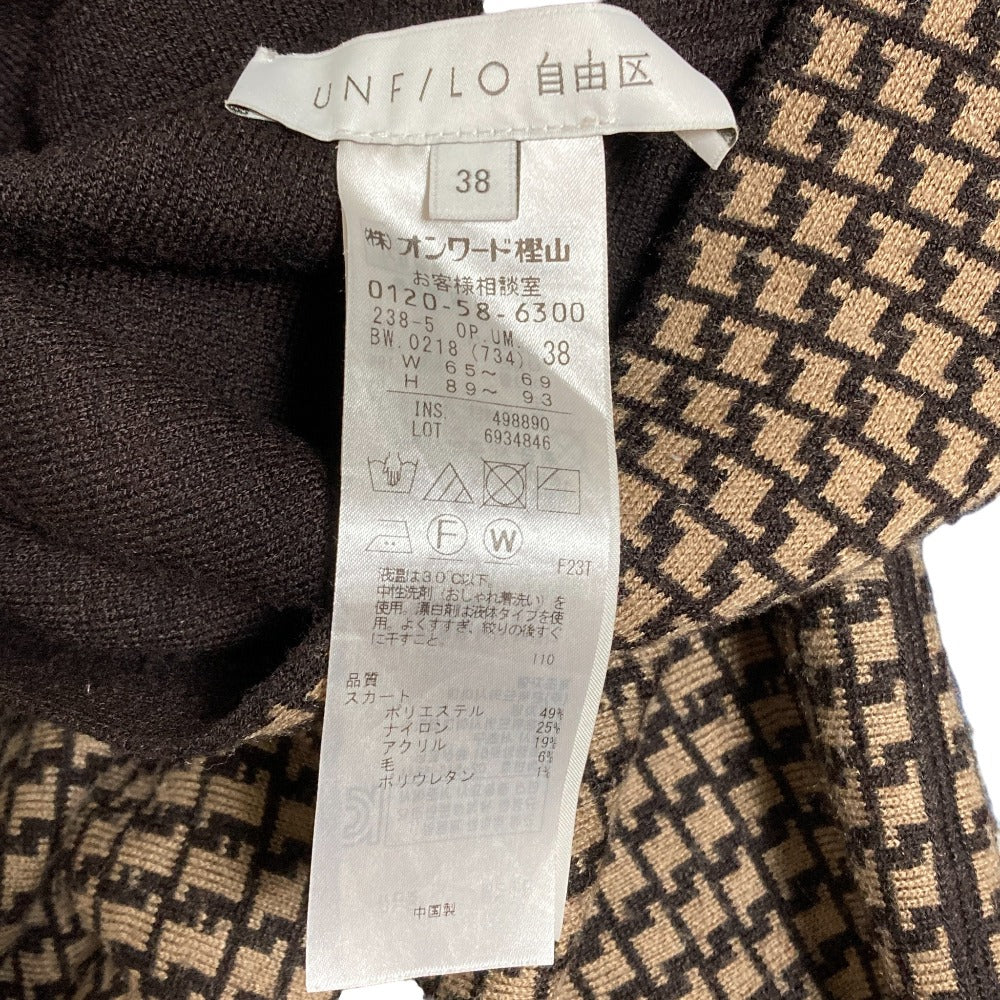 UNF/LO 自由区
38
(株)オンワード樫山
お客様相談室
0120-58-6300
238-5 OP.UM
BW.0218 (734) 38
W 65～ 69
H 89～ 93
INS. 498890
LOT 6934846
F W
F23T
液温は30℃以下。
中性洗剤(おしゃれ着洗い)を
使用。漂白剤は液体タイプを使
用。よくすすぎ、絞りの後すぐ
に干すこと。
110
品質
スカート
ポリエステル 49%
ナイロン 25%
アクリル 19%
毛 6%
ポリウレタン 1%
中国製